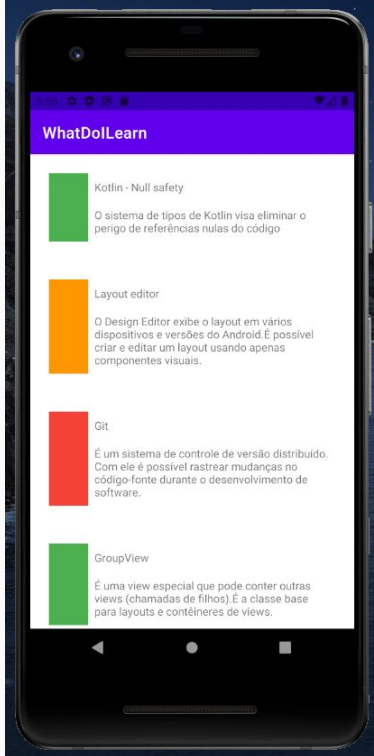 5:50
WhatDoILearn
Kotlin - Null safety
O sistema de tipos de Kotlin visa eliminar o
perigo de referências nulas do código
Layout editor
O Design Editor exibe o layout em vários
dispositivos e versões do Android.É possível
criar e editar um layout usando apenas
componentes visuais.
Git
É um sistema de controle de versão distribuído.
Com ele é possível rastrear mudanças no
código-fonte durante o desenvolvimento de
software.
GroupView
É uma view especial que pode conter outras
views (chamadas de filhos).É a classe base
para layouts e contêineres de views.